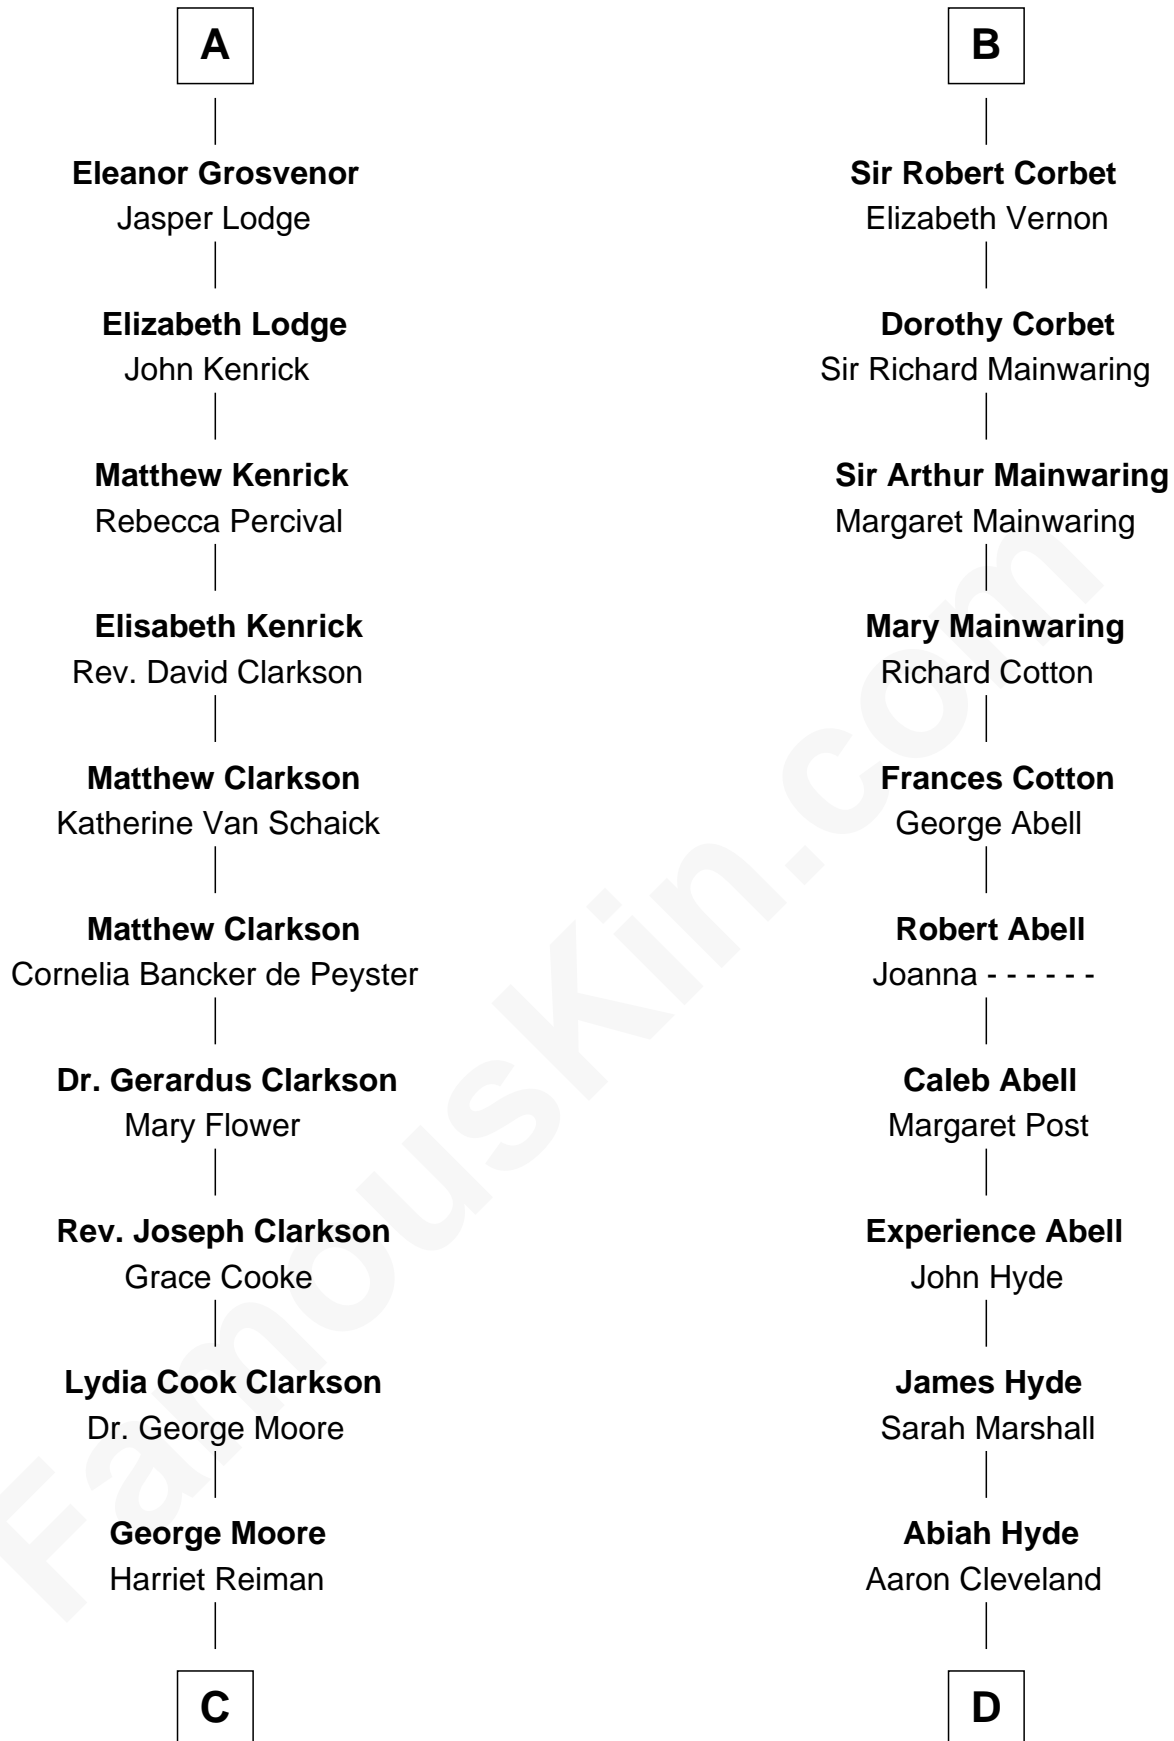 A
Eleanor Grosvenor
Jasper Lodge
Elizabeth Lodge
John Kenrick
Matthew Kenrick
Rebecca Percival
Elisabeth Kenrick
Rev. David Clarkson
Matthew Clarkson
Katherine Van Schaick
Matthew Clarkson
Cornelia Bancker de Peyster
Dr. Gerardus Clarkson
Mary Flower
Rev. Joseph Clarkson
Grace Cooke
Lydia Cook Clarkson
Dr. George Moore
George Moore
Harriet Reiman
C
B
Sir Robert Corbet
Elizabeth Vernon
Dorothy Corbet
Sir Richard Mainwaring
Sir Arthur Mainwaring
Margaret Mainwaring
Mary Mainwaring
Richard Cotton
Frances Cotton
George Abell
Robert Abell
Joanna - - - - - -
Caleb Abell
Margaret Post
Experience Abell
John Hyde
James Hyde
Sarah Marshall
Abiah Hyde
Aaron Cleveland
D
FamousKin.com